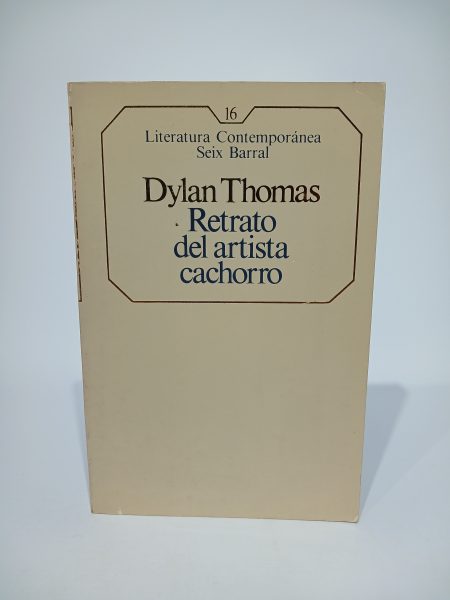 16
Literatura Contemporánea
Seix Barral
Dylan Thomas
Retrato
del artista
cachorro